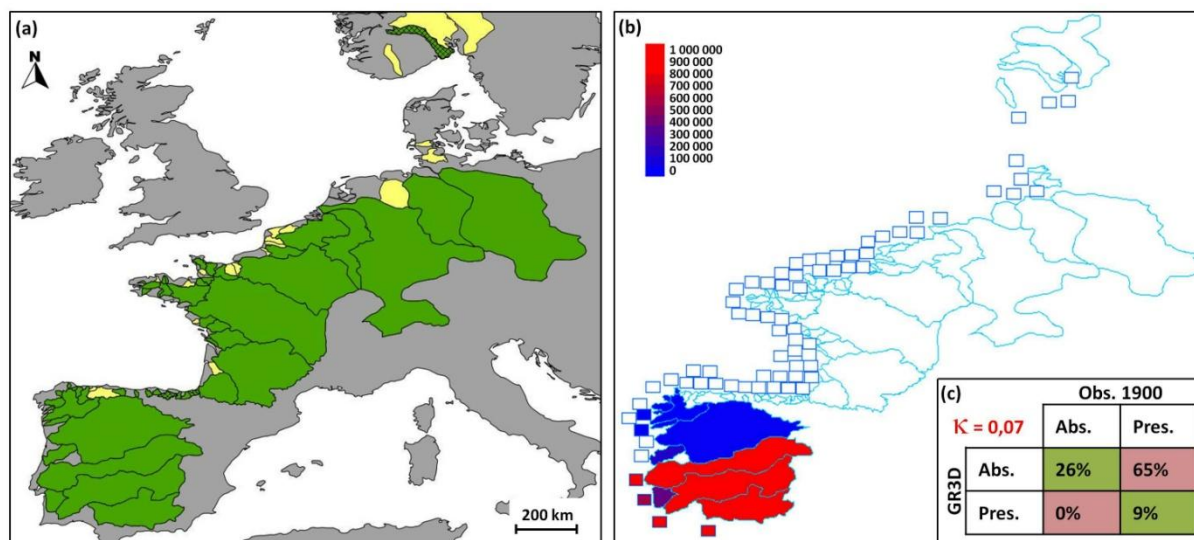 (a)
N
200 km
(b)
1 000 000
900 000
800 000
700 000
600 000
500 000
400 000
300 000
200 000
100 000
0
(c)
Obs. 1900
K = 0,07
Abs.
Pres.
GR3D
Abs.
26%
65%
Pres.
0%
9%